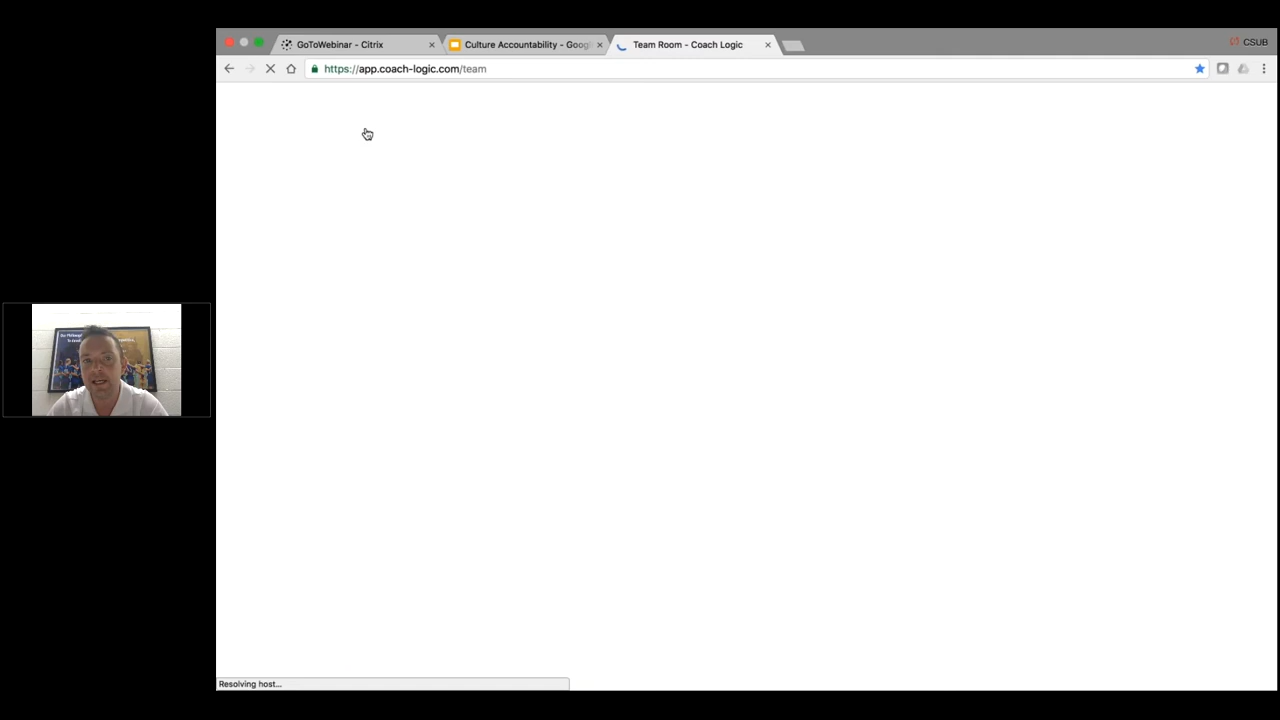 GoToWebinar - Citrix
Culture Accountability - Goog
Team Room - Coach Logic
CSUB
https://app.coach-logic.com/team
Resolving host...